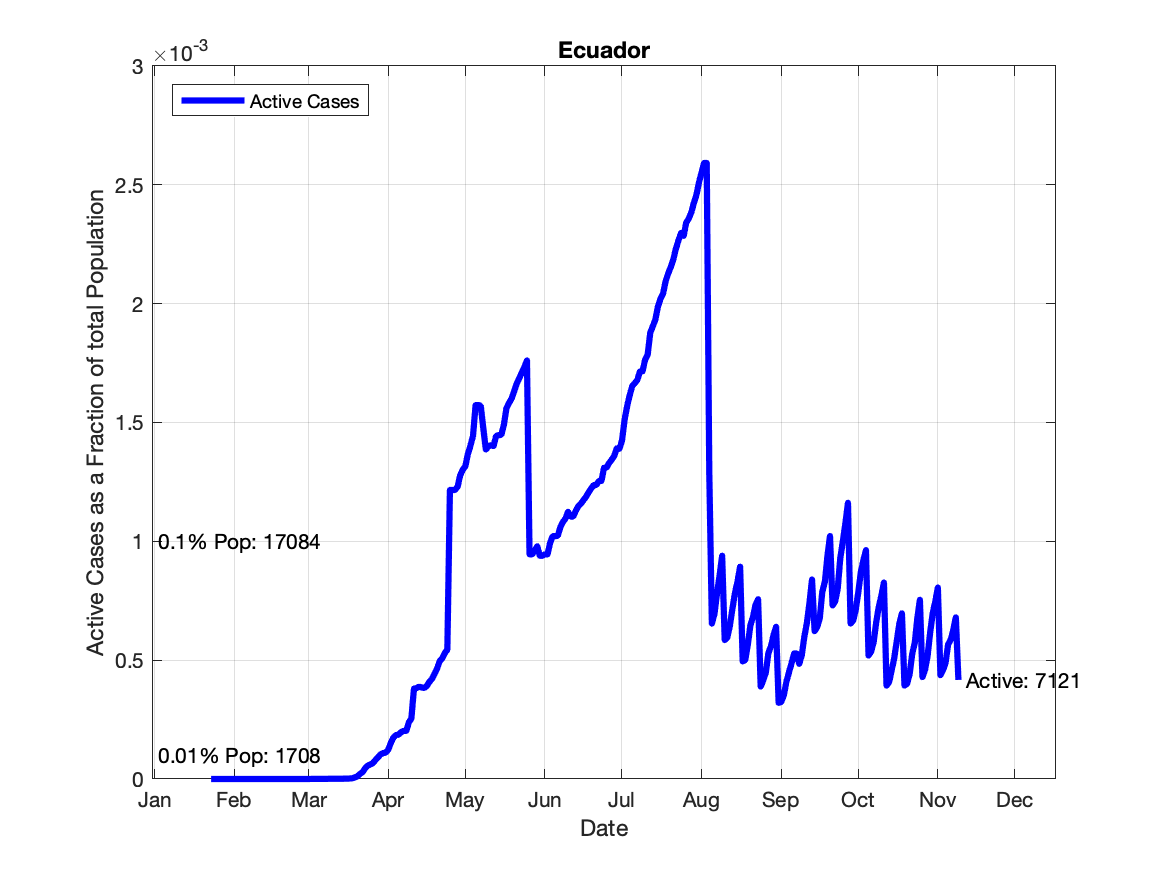 Ecuador
×10-3
Active Cases
3
2.5
2
1.5
1
0.5
0
Active Cases as a Fraction of total Population
0.1% Pop: 17084
0.01% Pop: 1708
Active: 7121
Jan Feb Mar Apr May Jun Jul Aug Sep Oct Nov Dec
Date